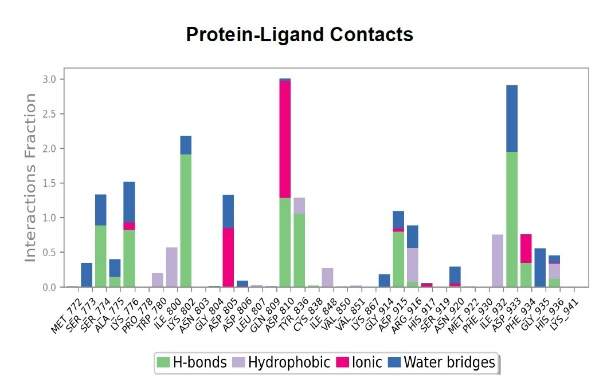 Protein-Ligand Contacts
Interactions Fraction
3.0
2.5
2.0
1.5
1.0
0.5
0.0
MET_772
SER_773
SER_774
ALA_775
LYS_776
PRO_778
TRP_780
ILE_800
LYS_802
ASN_803
GLY_804
ASP_805
ASP_806
LEU_807
GLN_809
ASP_810
TYR_836
CYS_838
ILE_848
VAL_850
VAL_851
LYS_867
GLY_914
ASP_915
ARG_916
HIS_917
SER_919
ASN_920
MET_922
PHE_930
ILE_932
ASP_933
PHE_934
GLY_935
HIS_936
LYS_941
H-bonds Hydrophobic Ionic Water bridges